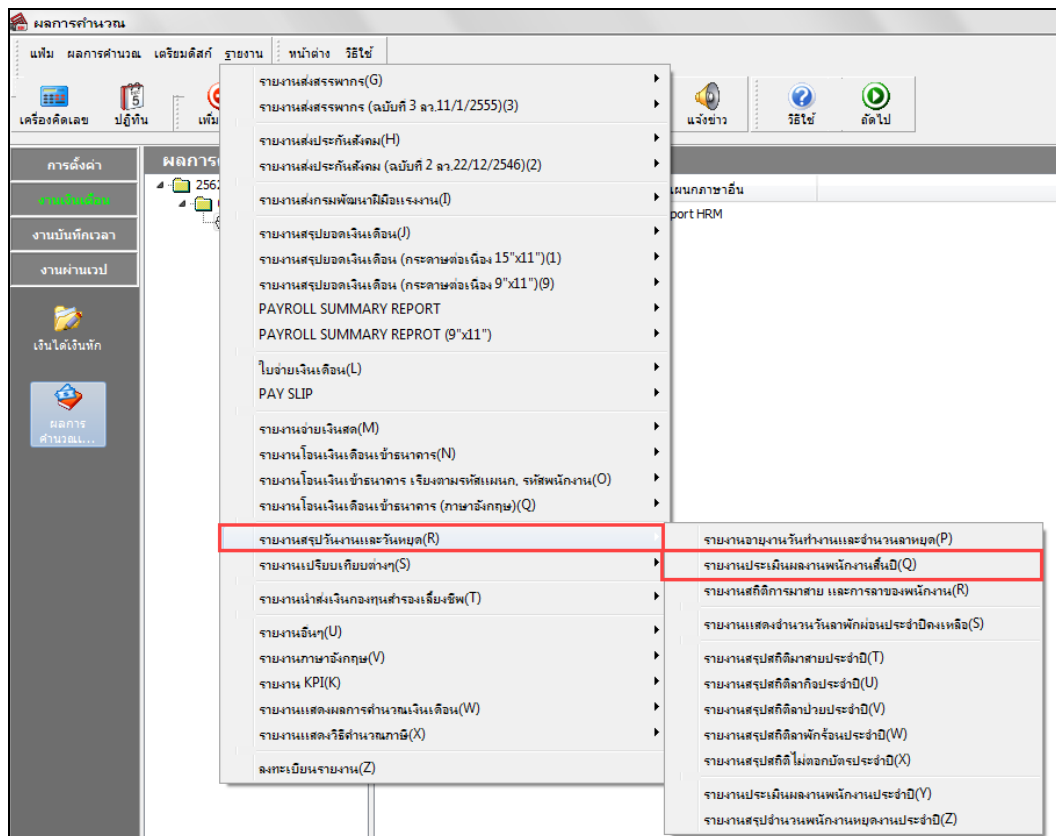 ผลการคำนวณ
แฟ้ม ผลการคำนวณ เตรียมดิสก์ รายงาน หน้าต่าง วิธีใช้
เครื่องคิดเลข ปฎิทิน แจ้งข่าว วิธีใช้ ถัดไป
การตั้งค่า
งานเงินเดือน
งานบันทึกเวลา
งานผ่านเวป
เงินได้เงินหัก
ผลการ
คำนวณเ...
2562
แผนกภาษาอื่น
port HRM
รายงานส่งสรรพากร(G)
รายงานส่งสรรพากร (ฉบับที่ 3 ลว.11/1/2555)(3)
รายงานส่งประกันสังคม(H)
รายงานส่งประกันสังคม (ฉบับที่ 2 ลว.22/12/2546)(2)
รายงานส่งกรมพัฒนาฝีมือแรงงาน(I)
รายงานสรุปยอดเงินเดือน(J)
รายงานสรุปยอดเงินเดือน (กระดาษต่อเนื่อง 15"x11")(1)
รายงานสรุปยอดเงินเดือน (กระดาษต่อเนื่อง 9"x11")(9)
PAYROLL SUMMARY REPORT
PAYROLL SUMMARY REPROT (9"x11")
ใบจ่ายเงินเดือน(L)
PAY SLIP
รายงานจ่ายเงินสด(M)
รายงานโอนเงินเดือนเข้าธนาคาร(N)
รายงานโอนเงินเข้าธนาคาร เรียงตามรหัสแผนก, รหัสพนักงาน(O)
รายงานโอนเงินเดือนเข้าธนาคาร (ภาษาอังกฤษ)(Q)
รายงานสรุปวันงานและวันหยุด(R)
รายงานเปรียบเทียบต่างๆ(S)
รายงานนำส่งเงินกองทุนสำรองเลี้ยงชีพ(T)
รายงานอื่นๆ(U)
รายงานภาษาอังกฤษ(V)
รายงาน KPI(K)
รายงานแสดงผลการคำนวณเงินเดือน(W)
รายงานแสดงวิธีคำนวณภาษี(X)
ลงทะเบียนรายงาน(Z)
รายงานอายุงานวันทำงานและจำนวนลาหยุด(P)
รายงานประเมินผลงานพนักงานสิ้นปี(Q)
รายงานสถิติการมาสาย และการลาของพนักงาน(R)
รายงานแสดงจำนวนวันลาพักผ่อนประจำปีคงเหลือ(S)
รายงานสรุปสถิติมาสายประจำปี(T)
รายงานสรุปสถิติลากิจประจำปี(U)
รายงานสรุปสถิติลาป่วยประจำปี(V)
รายงานสรุปสถิติลาพักร้อนประจำปี(W)
รายงานสรุปสถิติไม่ตอกบัตรประจำปี(X)
รายงานประเมินผลงานพนักงานประจำปี(Y)
รายงานสรุปจำนวนพนักงานหยุดงานประจำปี(Z)